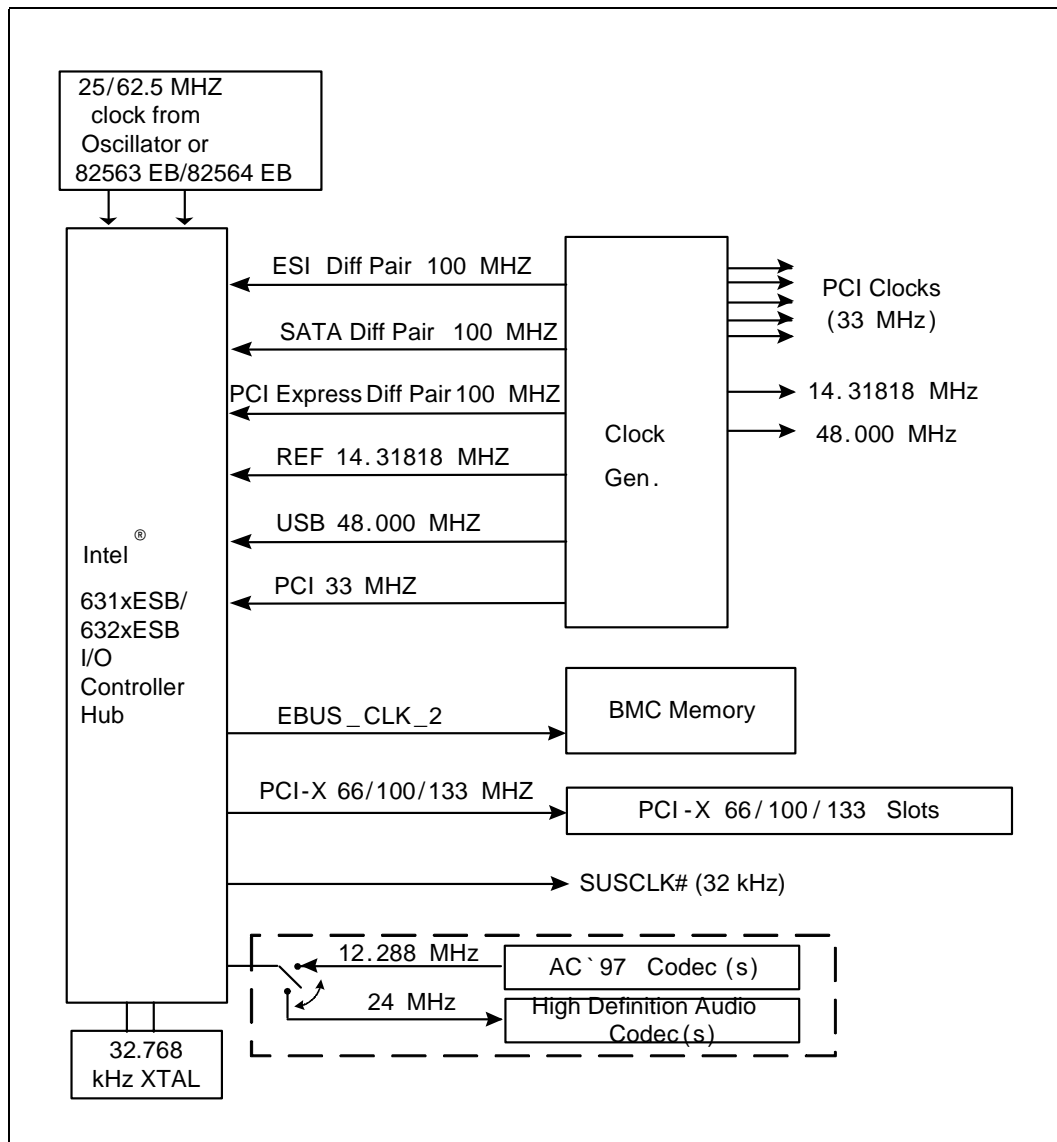 25/62.5 MHZ
clock from
Oscillator or
82563 EB/82564 EB
ESI Diff Pair 100 MHZ
SATA Diff Pair 100 MHZ
PCI Express Diff Pair 100 MHZ
REF 14.31818 MHZ
USB 48.000 MHZ
PCI 33 MHZ
Clock
Gen.
PCI Clocks
(33 MHz)
14.31818 MHz
48.000 MHz
Intel ®
631xESB/
632xESB
I/O
Controller
Hub
EBUS_CLK_2
BMC Memory
PCI-X 66/100/133 MHZ
PCI-X 66/100/133 Slots
SUSCLK# (32 kHz)
12.288 MHz
AC`97 Codec(s)
24 MHz
High Definition Audio
Codec(s)
32.768
kHz XTAL